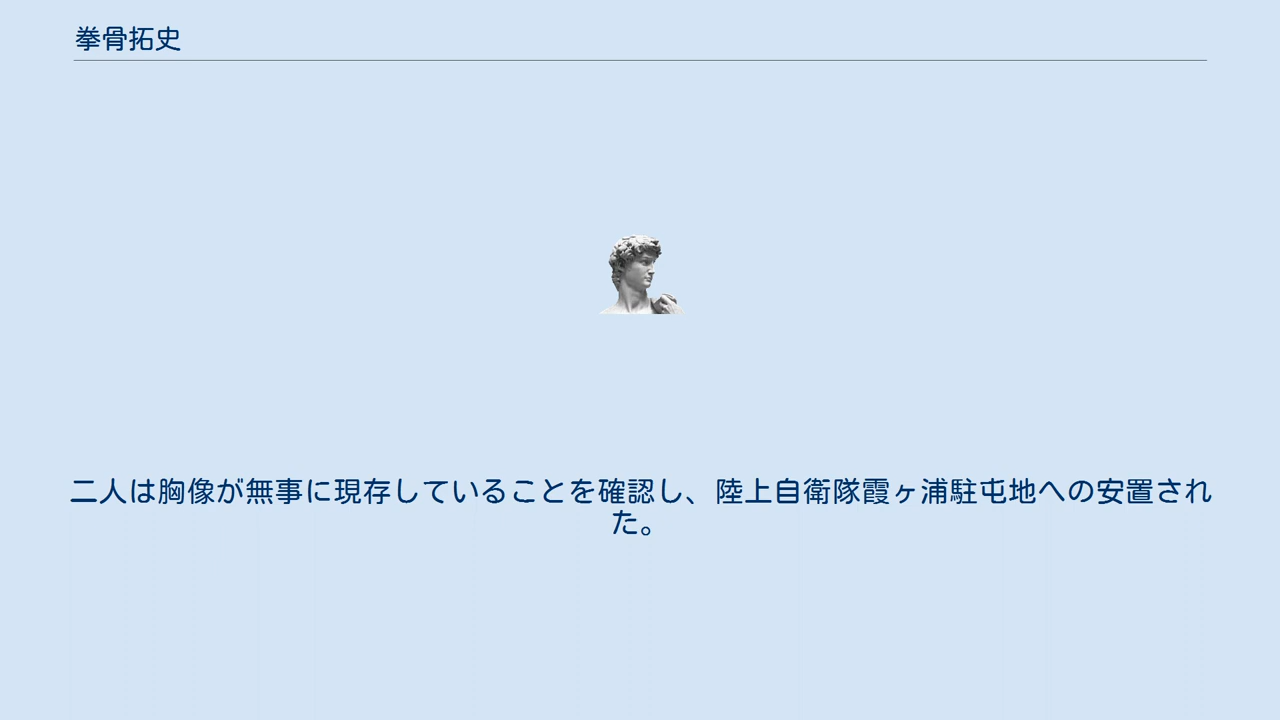 拳骨拓史
二人は胸像が無事に現存していることを確認し、陸上自衛隊霞ヶ浦駐屯地への安置され
た。